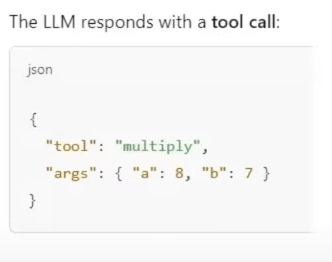 The LLM responds with a tool call:
json
{
"tool": "multiply",
"args": { "a": 8, "b": 7 }
}